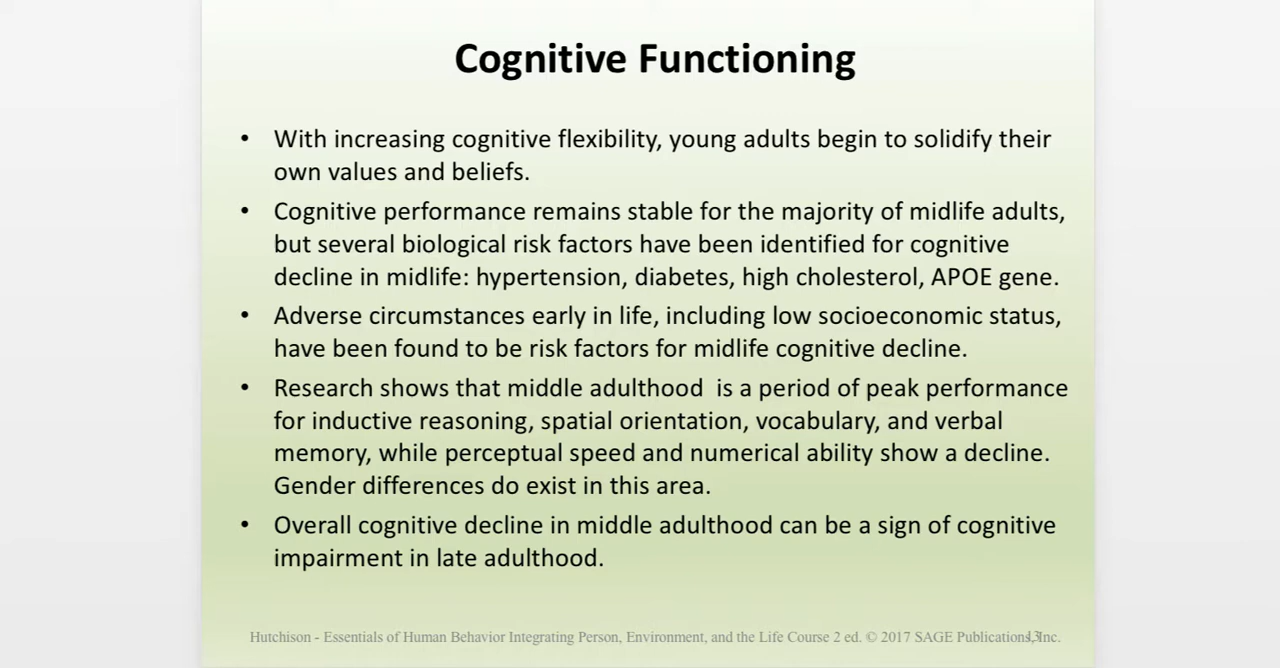 Cognitive Functioning
• With increasing cognitive flexibility, young adults begin to solidify their
own values and beliefs.
• Cognitive performance remains stable for the majority of midlife adults,
but several biological risk factors have been identified for cognitive
decline in midlife: hypertension, diabetes, high cholesterol, APOE gene.
• Adverse circumstances early in life, including low socioeconomic status,
have been found to be risk factors for midlife cognitive decline.
• Research shows that middle adulthood  is a period of peak performance
for inductive reasoning, spatial orientation, vocabulary, and verbal
memory, while perceptual speed and numerical ability show a decline.
Gender differences do exist in this area.
• Overall cognitive decline in middle adulthood can be a sign of cognitive
impairment in late adulthood.
Hutchison - Essentials of Human Behavior Integrating Person, Environment, and the Life Course 2 ed. © 2017 SAGE Publications, Inc.
13